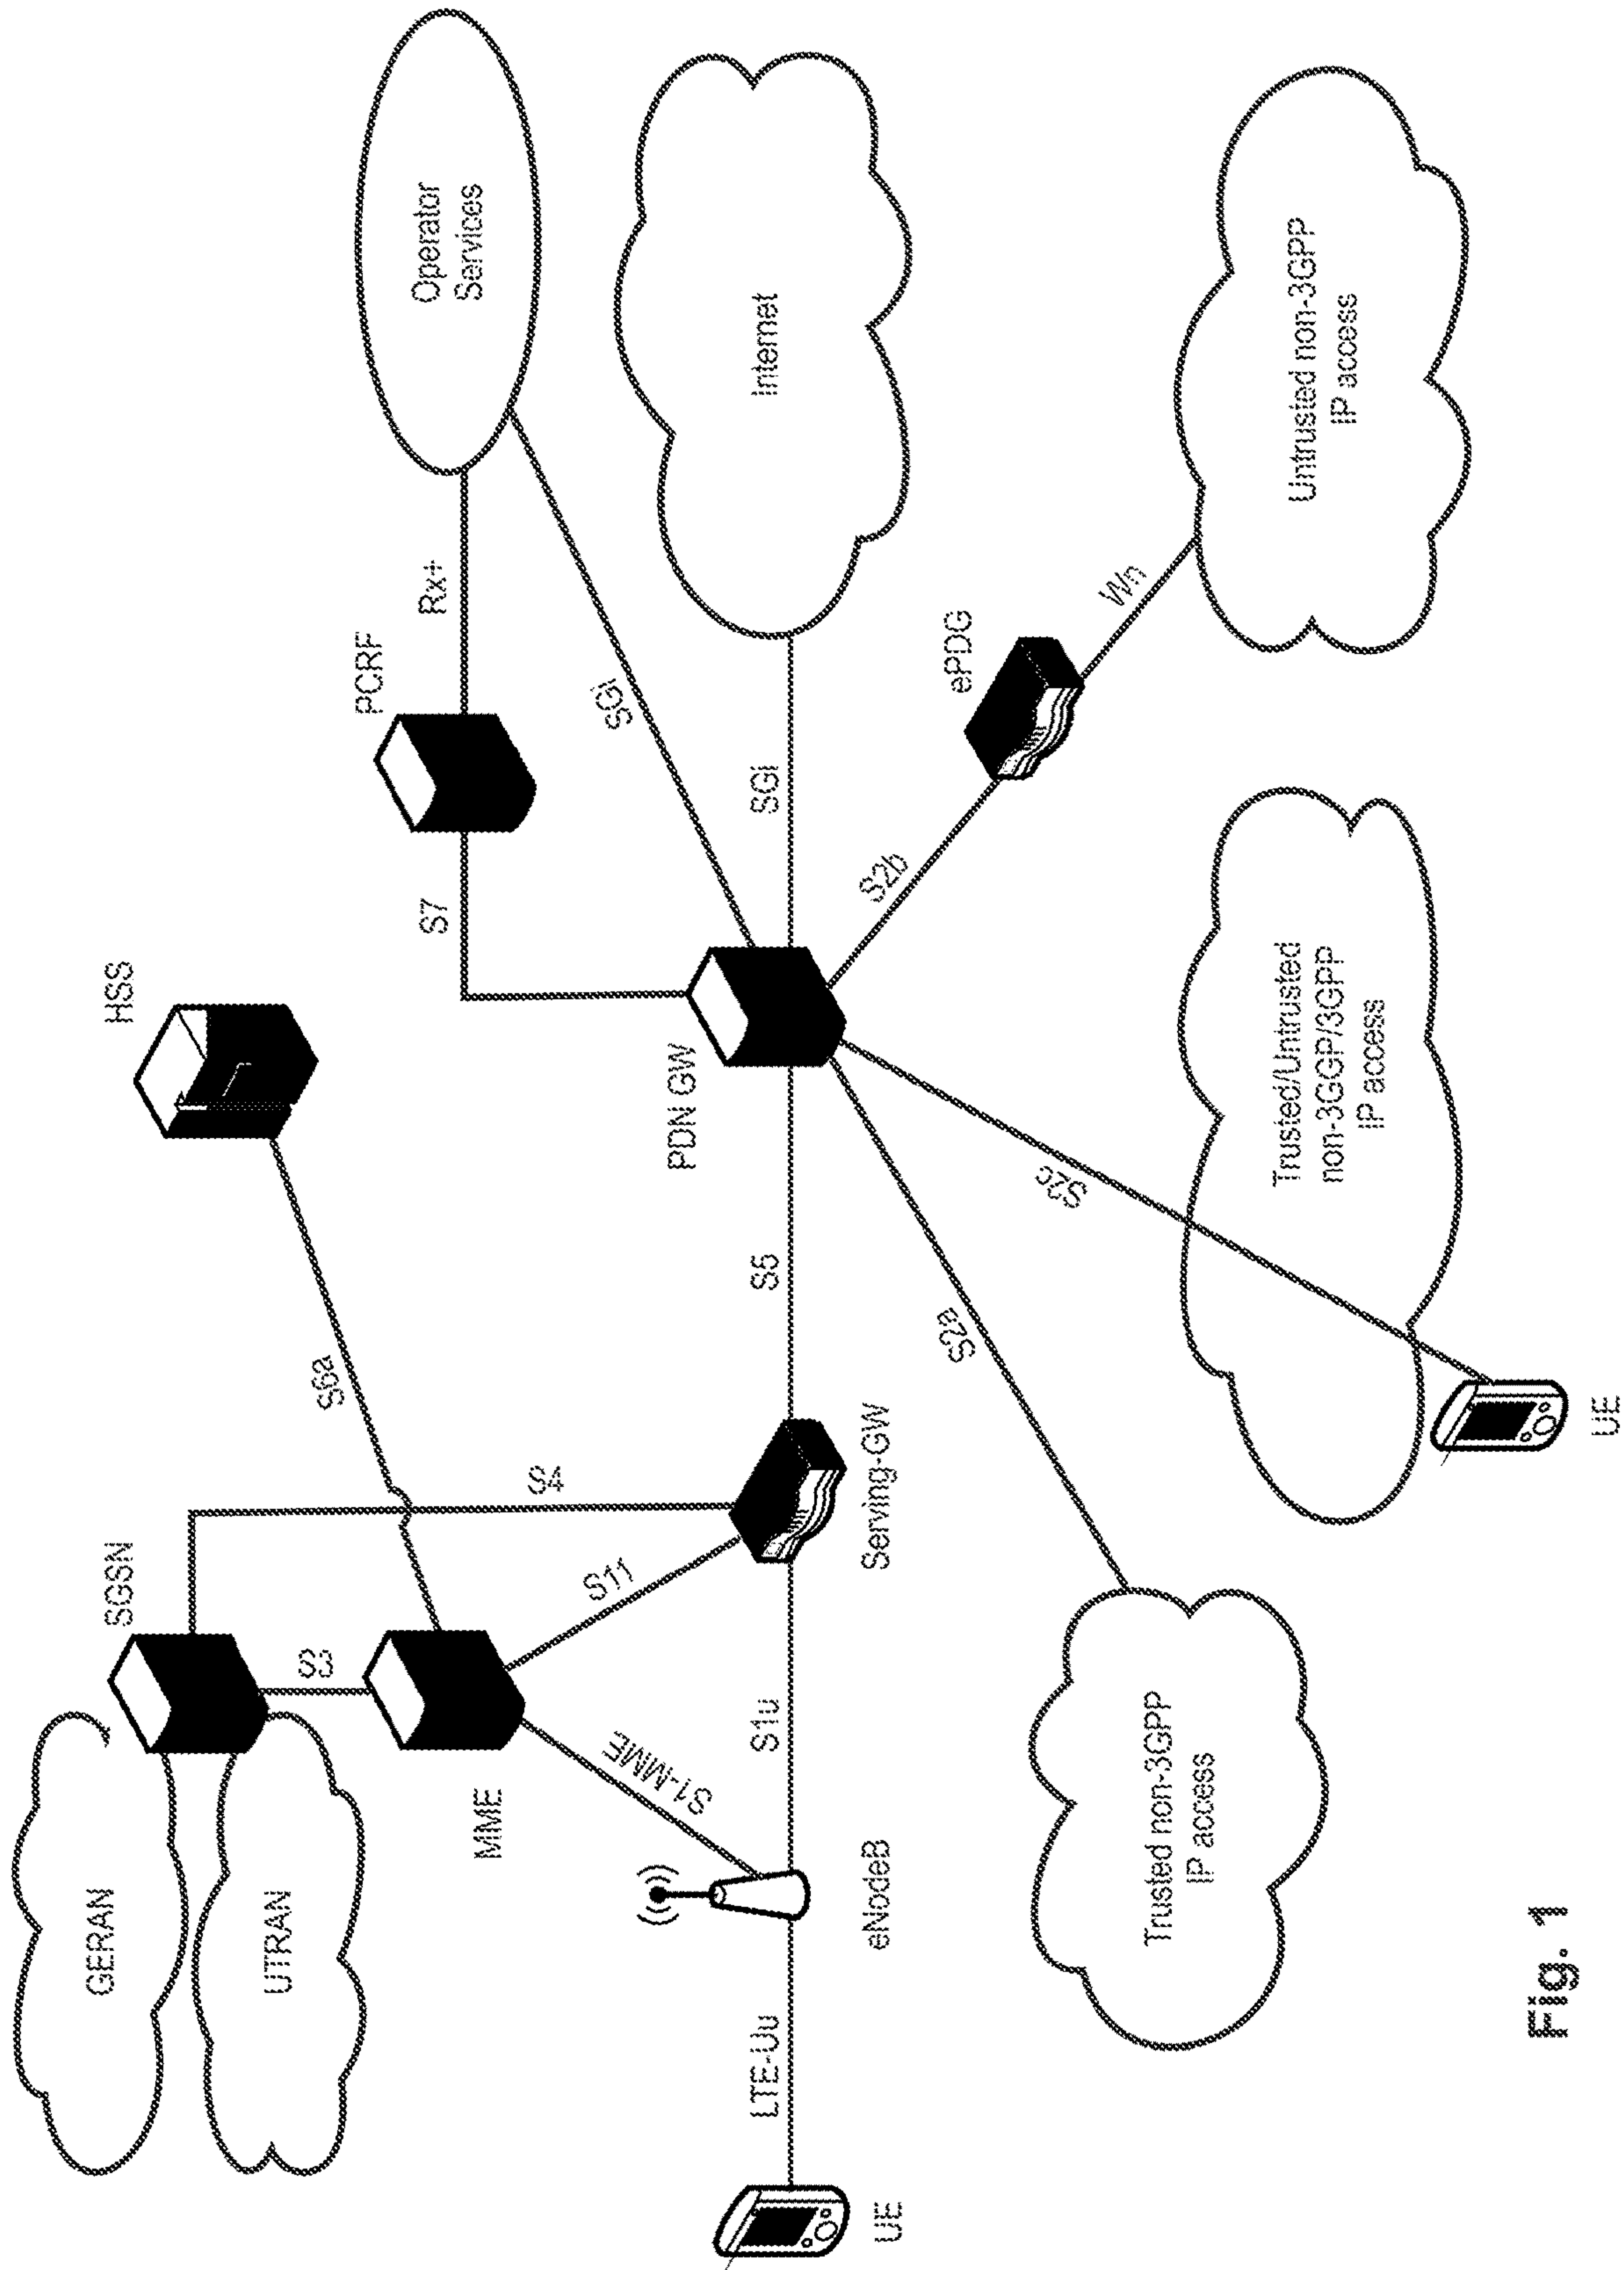 GERAN
UTRAN
SGSN
S3
MME
S4
S6a
HSS
S11
S1-MME
S7
PCRF
Rx+
Operator
Services
SGi
UE
LTE-Uu
eNodeB
S1u
Serving-GW
S5
PDN GW
SGi
Internet
S2a
S2c
S2b
ePDG
Wn
Trusted non-3GPP
IP access
Trusted/Untrusted
non-3GGP/3GPP
IP access
Untrusted non-3GPP
IP access
UE
Fig. 1